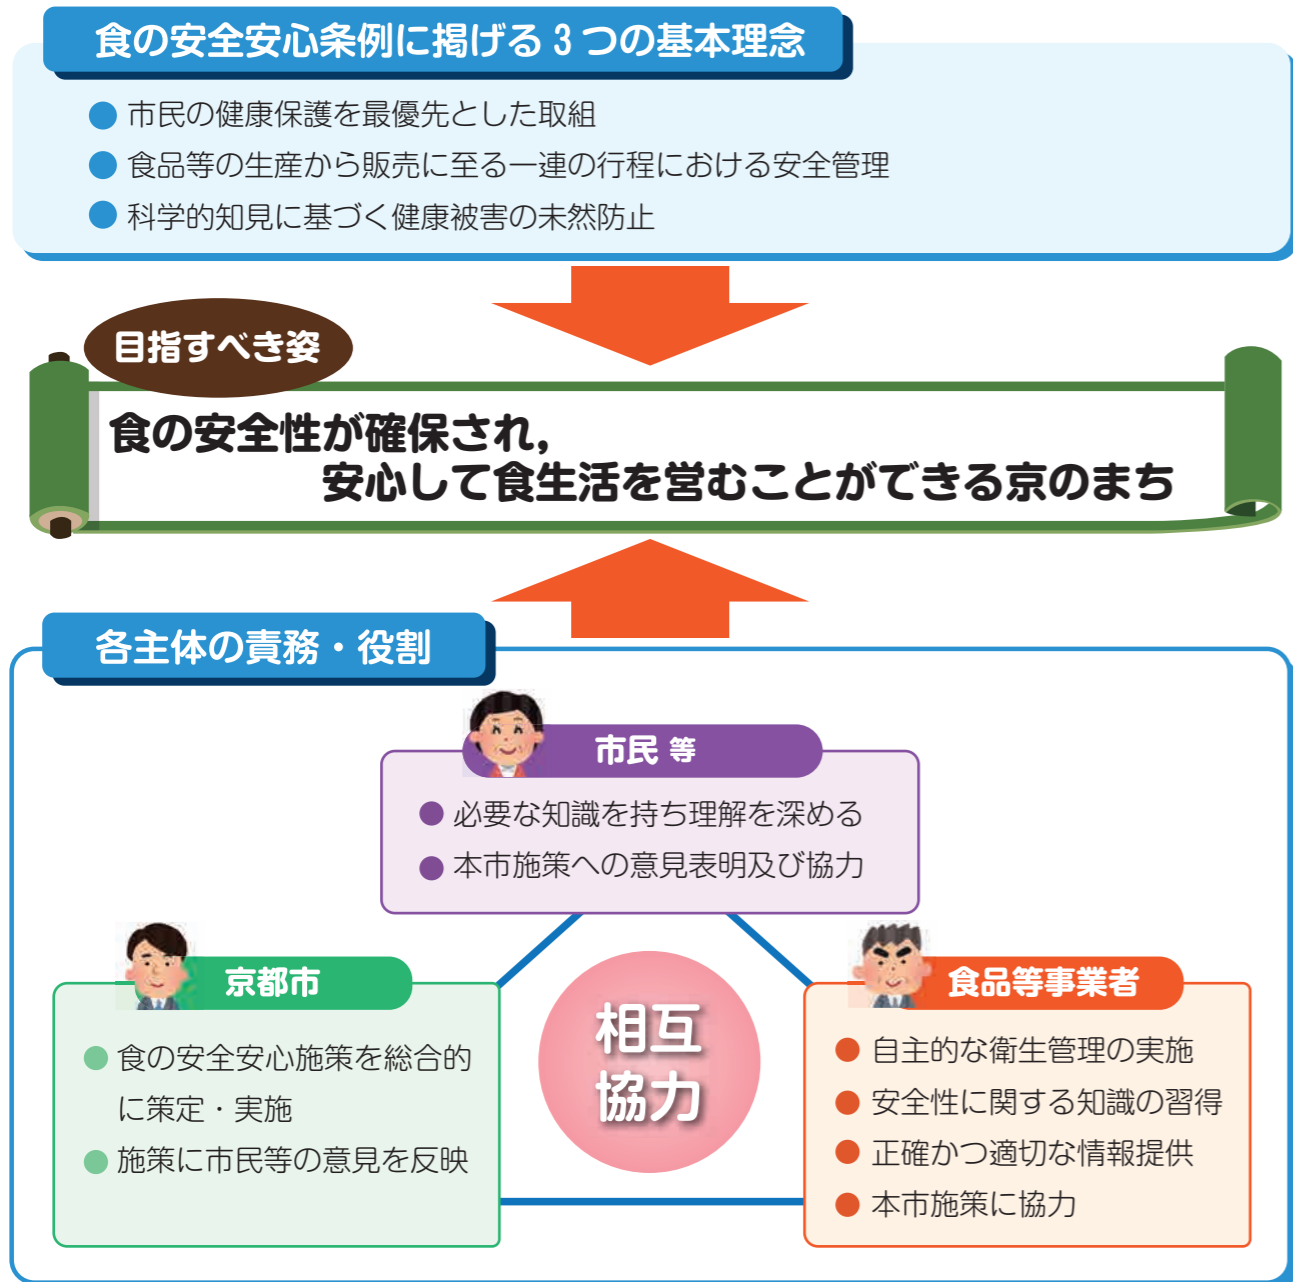 食の安全安心条例に掲げる3つの基本理念
● 市民の健康保護を最優先とした取組
● 食品等の生産から販売に至る一連の行程における安全管理
● 科学的知見に基づく健康被害の未然防止
目指すべき姿
食の安全性が確保され,
安心して食生活を営むことができる京のまち
各主体の責務・役割
市民 等
● 必要な知識を持ち理解を深める
● 本市施策への意見表明及び協力
京都市
● 食の安全安心施策を総合的
に策定・実施
● 施策に市民等の意見を反映
相互
協力
食品等事業者
● 自主的な衛生管理の実施
● 安全性に関する知識の習得
● 正確かつ適切な情報提供
● 本市施策に協力